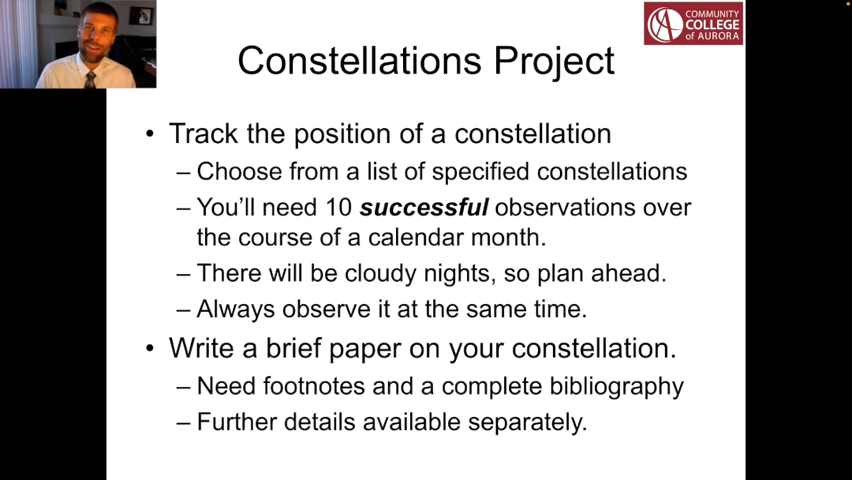 COMMUNITY
COLLEGE
of AURORA
Constellations Project
• Track the position of a constellation
– Choose from a list of specified constellations
– You’ll need 10 successful observations over
the course of a calendar month.
– There will be cloudy nights, so plan ahead.
– Always observe it at the same time.
• Write a brief paper on your constellation.
– Need footnotes and a complete bibliography
– Further details available separately.